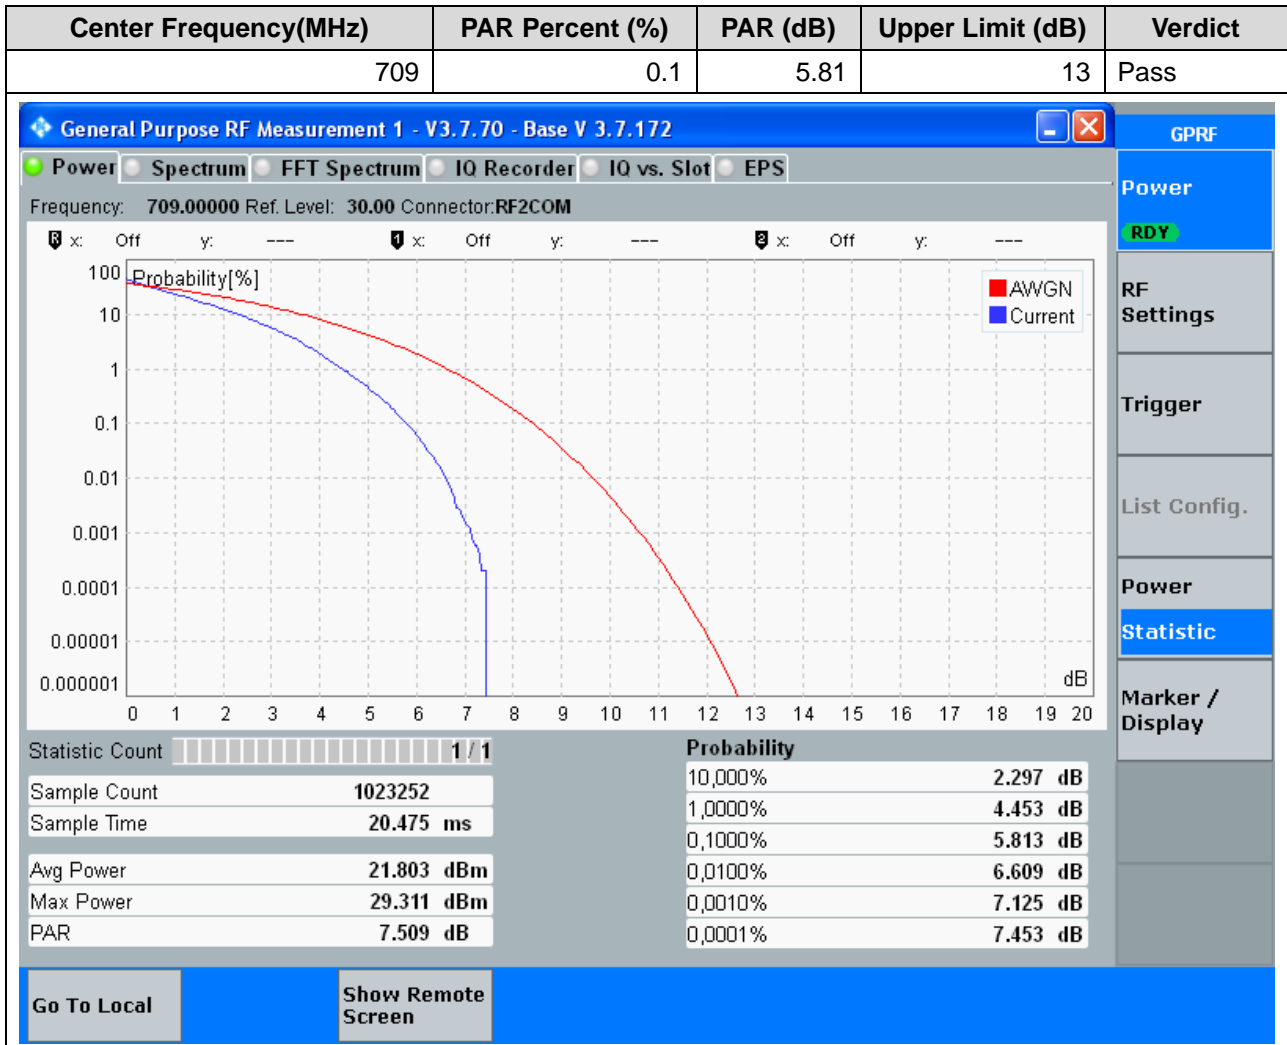 Center Frequency(MHz) PAR Percent (%) PAR (dB) Upper Limit (dB) Verdict
709 0.1 5.81 13 Pass
General Purpose RF Measurement 1 - V3.7.70 - Base V 3.7.172
GPRF
Power Spectrum FFT Spectrum IQ Recorder IQ vs. Slot EPS
Power
RDY
Frequency: 709.00000 Ref. Level: 30.00 Connector:RF2COM
R x: Off y: --- 1 x: Off y: --- 2 x: Off y: ---
Probability[%]
AWGN
Current
100
10
1
0.1
0.01
0.001
0.0001
0.00001
0.000001
dB
0 1 2 3 4 5 6 7 8 9 10 11 12 13 14 15 16 17 18 19 20
RF
Settings
Trigger
List Config.
Power
Statistic
Marker /
Display
Statistic Count 1 / 1
Sample Count 1023252
Sample Time 20.475 ms
Avg Power 21.803 dBm
Max Power 29.311 dBm
PAR 7.509 dB
Probability
10,000% 2.297 dB
1,0000% 4.453 dB
0,1000% 5.813 dB
0,0100% 6.609 dB
0,0010% 7.125 dB
0,0001% 7.453 dB
Go To Local
Show Remote
Screen